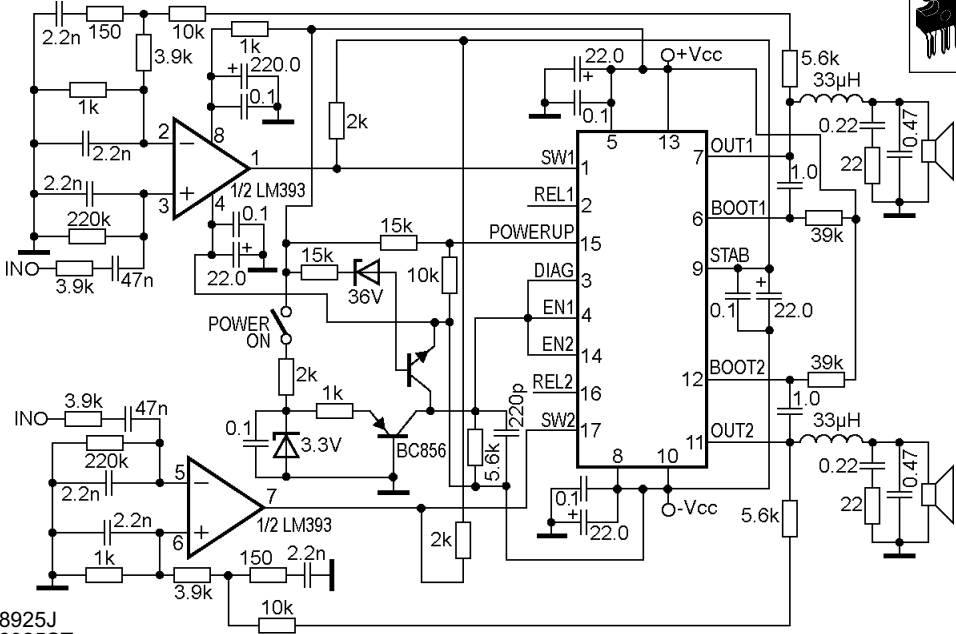 2.2n
150
10k
3.9k
1k
220.0
0.1
22.0
0.1
+Vcc
5.6k
33µH
0.22
0.47
22
1k
2.2n
2k
2
8
1
3
4
1/2 LM393
2.2n
220k
INO
3.9k
47n
0.1
22.0
15k
15k
36V
10k
POWER
ON
2k
0.1
3.3V
1k
BC856
5.6k
220p
SW1
REL1
POWERUP
DIAG
EN1
EN2
REL2
SW2
5
13
1
2
15
3
4
14
16
17
8
10
7
6
9
12
11
OUT1
BOOT1
STAB
BOOT2
OUT2
1.0
39k
0.1
22.0
39k
1.0
33µH
0.22
0.47
22
5.6k
0.1
22.0
-Vcc
INO
3.9k
47n
220k
2.2n
5
7
6
1/2 LM393
2.2n
1k
3.9k
150
2.2n
2k
10k
8925J